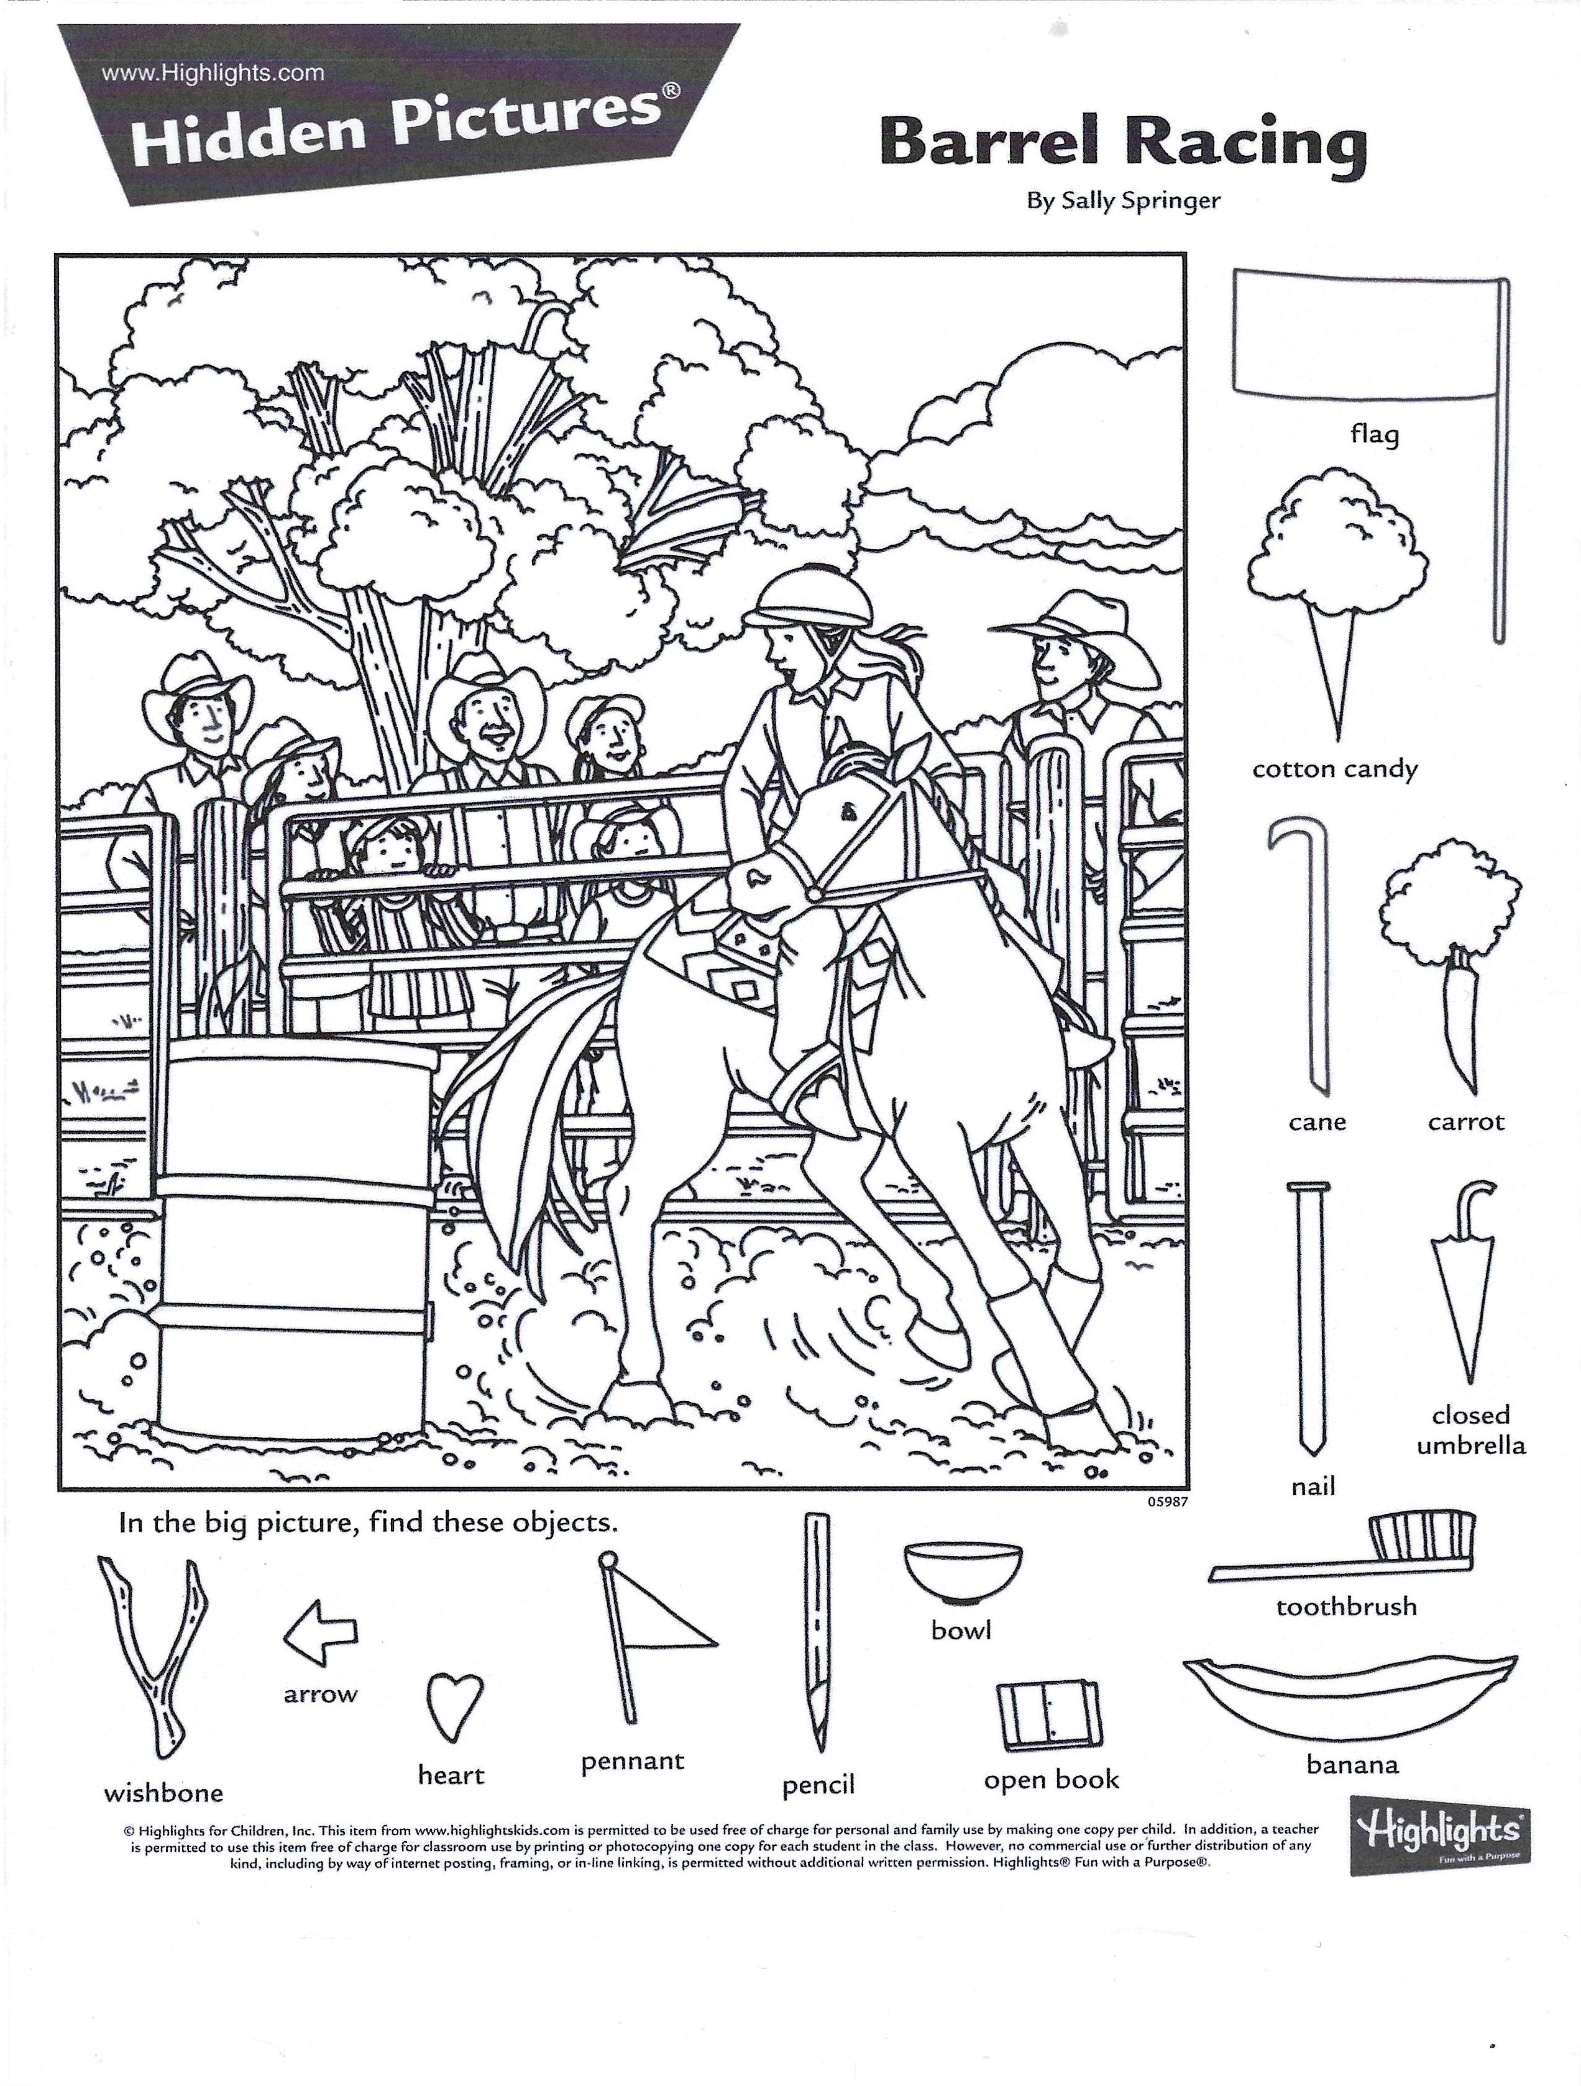 www.Highlights.com
Hidden Pictures®
Barrel Racing
By Sally Springer
flag
cotton candy
cane
carrot
nail
closed
umbrella
05987
In the big picture, find these objects.
wishbone
arrow
heart
pennant
pencil
bowl
open book
toothbrush
banana
© Highlights for Children, Inc. This item from www.highlightskids.com is permitted to be used free of charge for personal and family use by making one copy per child. In addition, a teacher
is permitted to use this item free of charge for classroom use by printing or photocopying one copy for each student in the class. However, no commercial use or further distribution of any
kind, including by way of internet posting, framing, or in-line linking, is permitted without additional written permission. Highlights® Fun with a Purpose®.
Highlights®
Fun with a Purpose